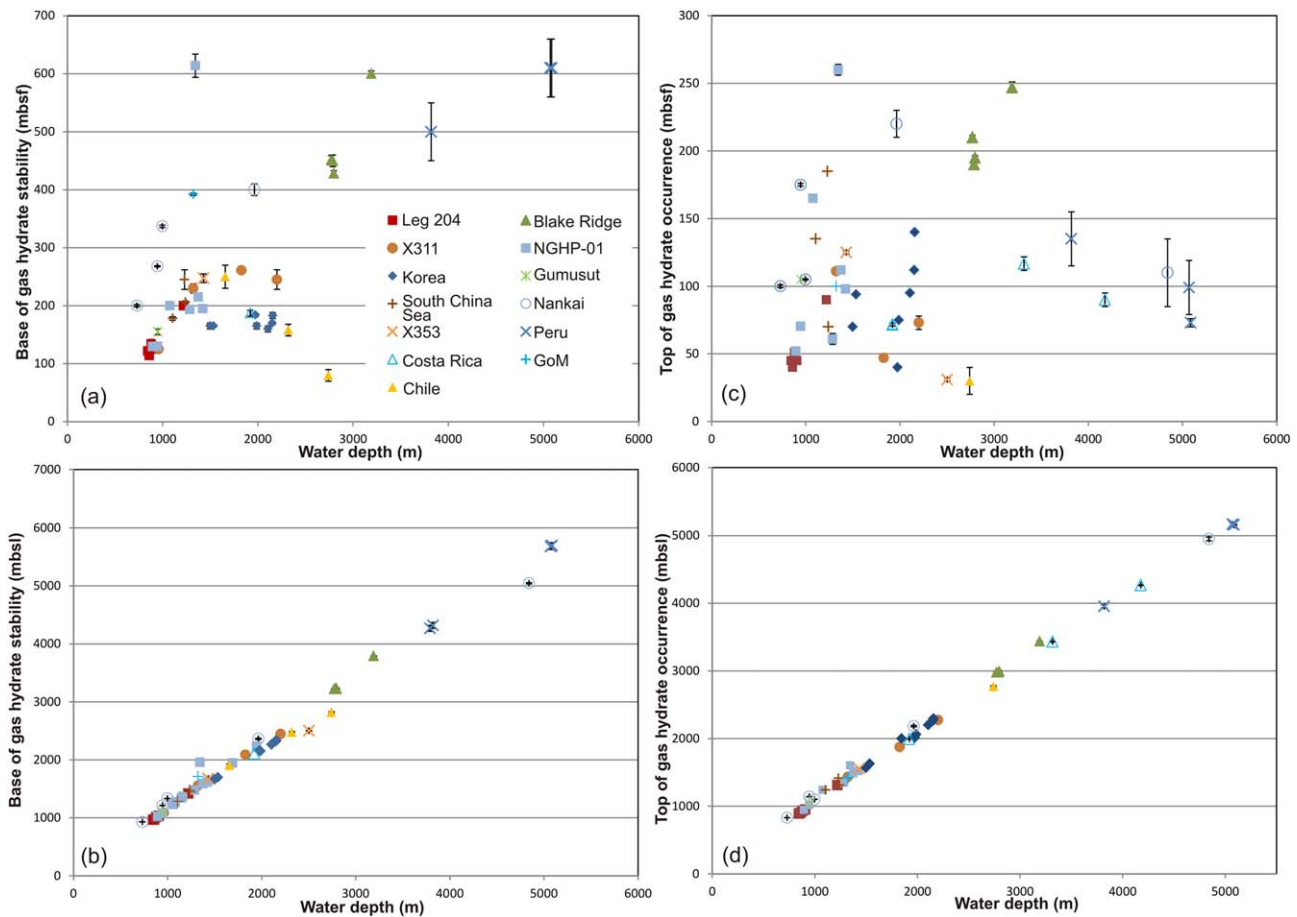 700
600
500
400
300
200
100
0
Base of gas hydrate stability (mbsf)
0 1000 2000 3000 4000 5000 6000
Water depth (m)
(a)
Leg 204
X311
Korea
South China
Sea
X353
Costa Rica
Chile
Blake Ridge
NGHP-01
Gumusut
Nankai
Peru
GoM
300
250
200
150
100
50
0
Top of gas hydrate occurrence (mbsf)
0 1000 2000 3000 4000 5000 6000
Water depth (m)
(c)
7000
6000
5000
4000
3000
2000
1000
0
Base of gas hydrate stability (mbsl)
0 1000 2000 3000 4000 5000 6000
Water depth (m)
(b)
6000
5000
4000
3000
2000
1000
0
Top of gas hydrate occurrence (mbsl)
0 1000 2000 3000 4000 5000
Water depth (m)
(d)